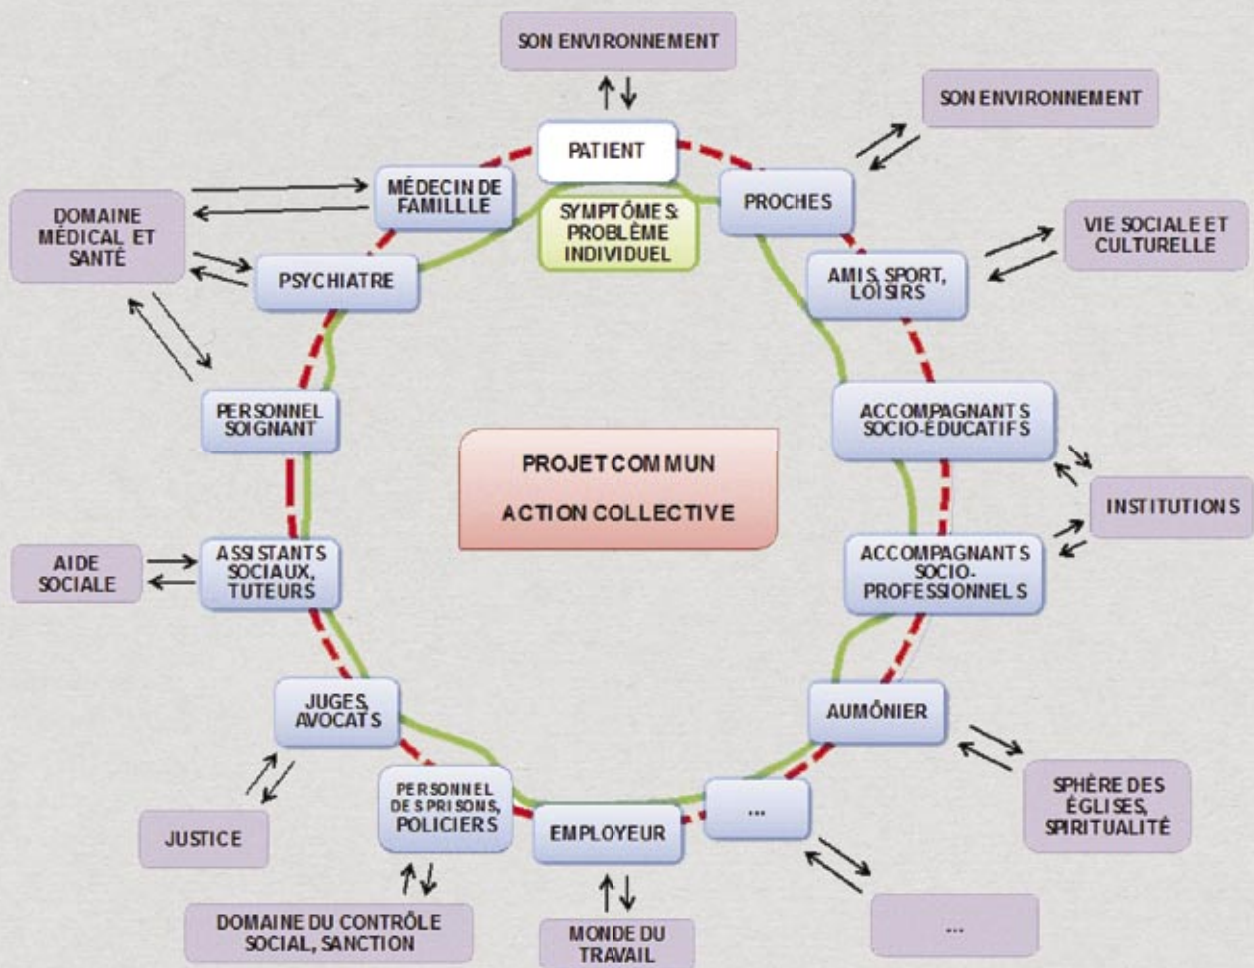 SON ENVIRONNEMENT
SON ENVIRONNEMENT
PATIENT
MÉDECIN DE
FAMILLLE
PROCHES
SYMPTÔMES:
PROBLÈME
INDIVIDUEL
DOMAINE
MÉDICAL ET
SANTÉ
VIE SOCIALE ET
CULTURELLE
PSYCHIATRE
AMIS, SPORT,
LOISIRS
PERSONNEL
SOIGNANT
ACCOMPAGNANTS
SOCIO-ÉDUCATIFS
PROJET COMMUN
ACTION COLLECTIVE
INSTITUTIONS
AIDE
SOCIALE
ASSISTANTS
SOCIAUX,
TUTEURS
ACCOMPAGNANTS
SOCIO-
PROFESSIONNELS
JUGES,
AVOCATS
AUMÔNIER
PERSONNEL
DES PRISONS,
POLICIERS
EMPLOYEUR
...
SPHÈRE DES
ÉGLISES,
SPIRITUALITÉ
JUSTICE
DOMAINE DU CONTRÔLE
SOCIAL, SANCTION
MONDE DU
TRAVAIL
...